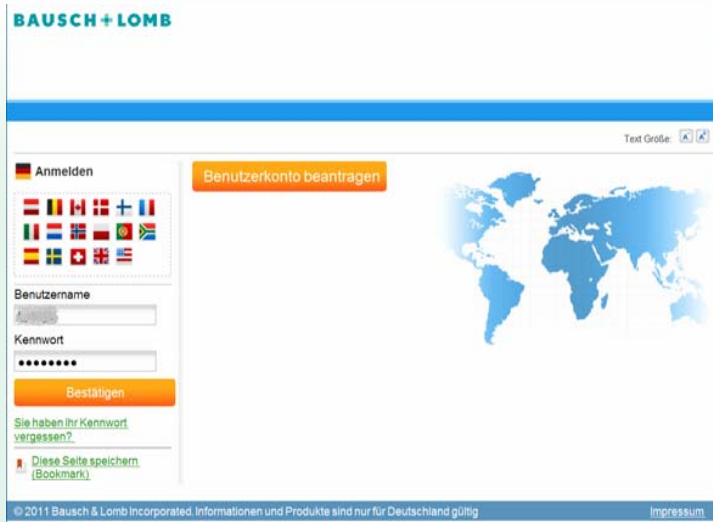 BAUSCH + LOMB
Text Größe: A A
Anmelden
Benutzerkonto beantragen
Benutzername
Kennwort
Bestätigen
Sie haben Ihr Kennwort
vergessen?
Diese Seite speichern
(Bookmark)
© 2011 Bausch & Lomb Incorporated. Informationen und Produkte sind nur für Deutschland gültig
Impressum